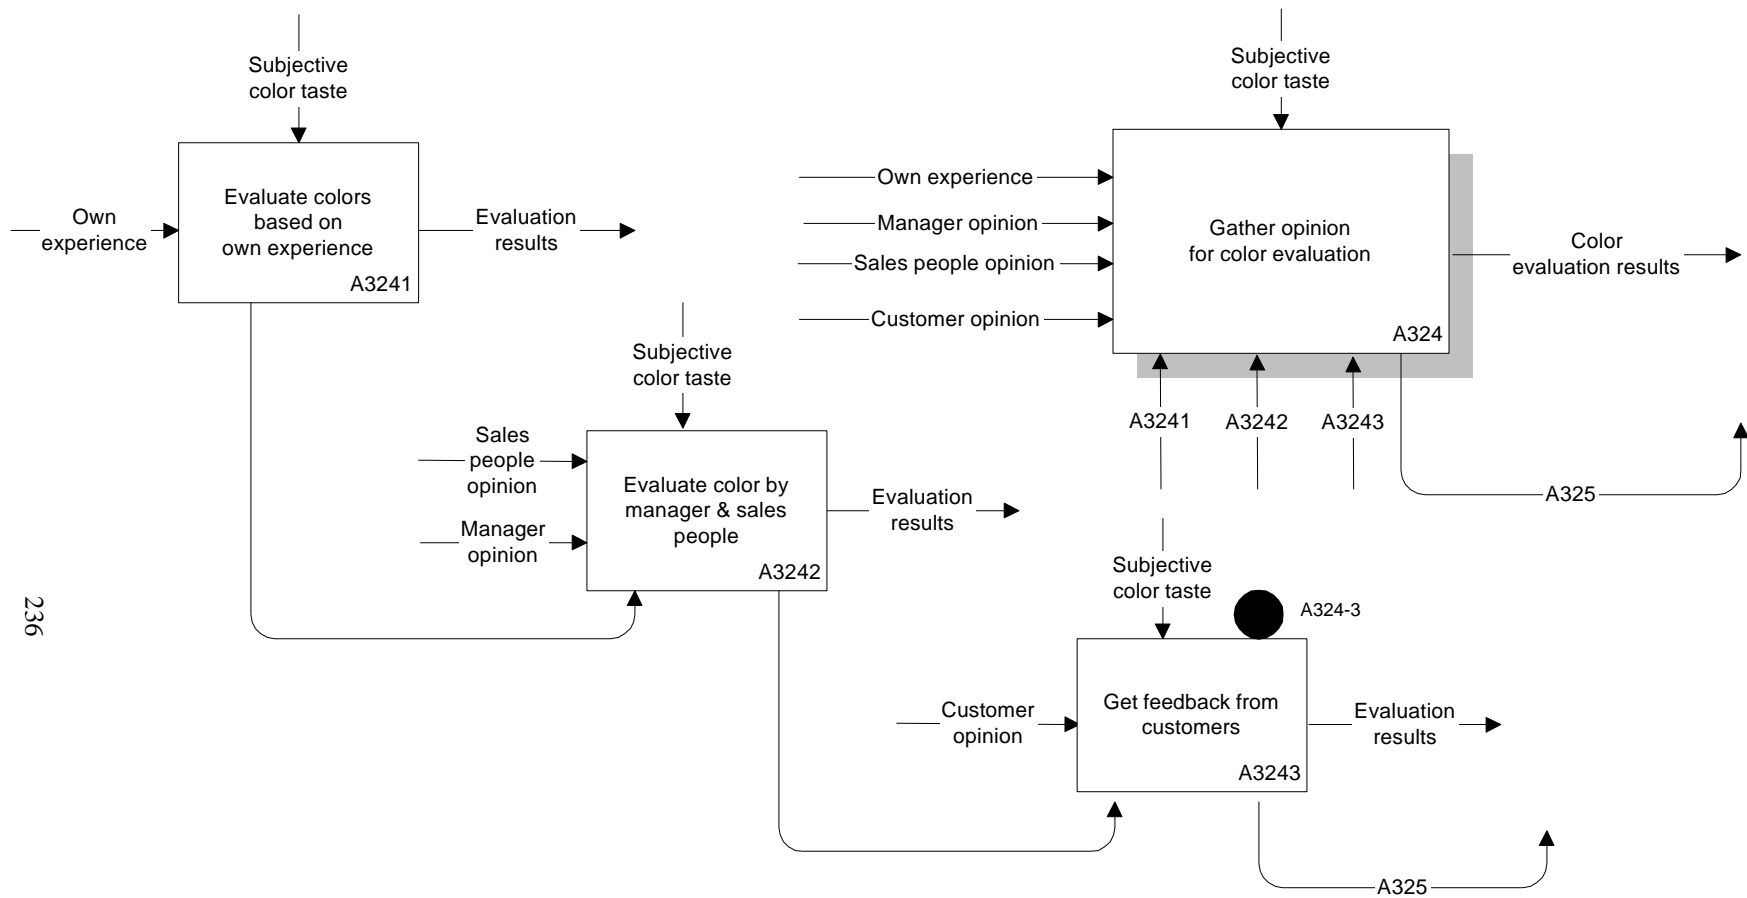 Subjective
color taste
Own
experience
Evaluate colors
based on
own experience
A3241
Evaluation
results
Subjective
color taste
Own experience
Manager opinion
Sales people opinion
Customer opinion
Gather opinion
for color evaluation
A324
Color
evaluation results
A3241
A3242
A3243
A325
Subjective
color taste
Sales
people
opinion
Manager
opinion
Evaluate color by
manager & sales
people
A3242
Evaluation
results
Subjective
color taste
A324-3
Customer
opinion
Get feedback from
customers
A3243
Evaluation
results
A325
236